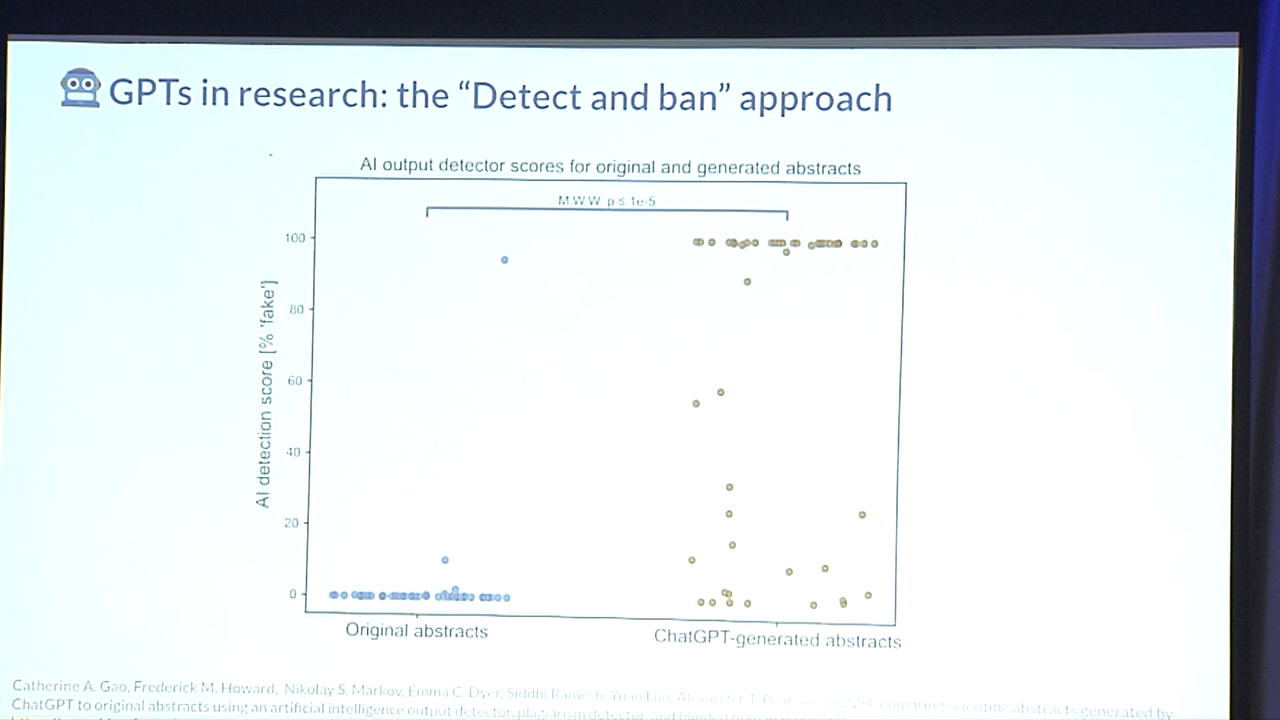 GPTs in research: the “Detect and ban” approach
AI output detector scores for original and generated abstracts
M.W.W. p ≤ 1e-5
100
80
60
40
20
0
AI detection score [% 'fake']
Original abstracts
ChatGPT-generated abstracts
Catherine A. Gao, Frederick M. Howard, Nikolay S. Markov, Emma C. Dyer, Siddhi Ramesh, Yuan Luo, Alexander T. Pearson (2022) Comparing scientific abstracts generated by
ChatGPT to original abstracts using an artificial intelligence output detector, plagiarism detector, and blinded human